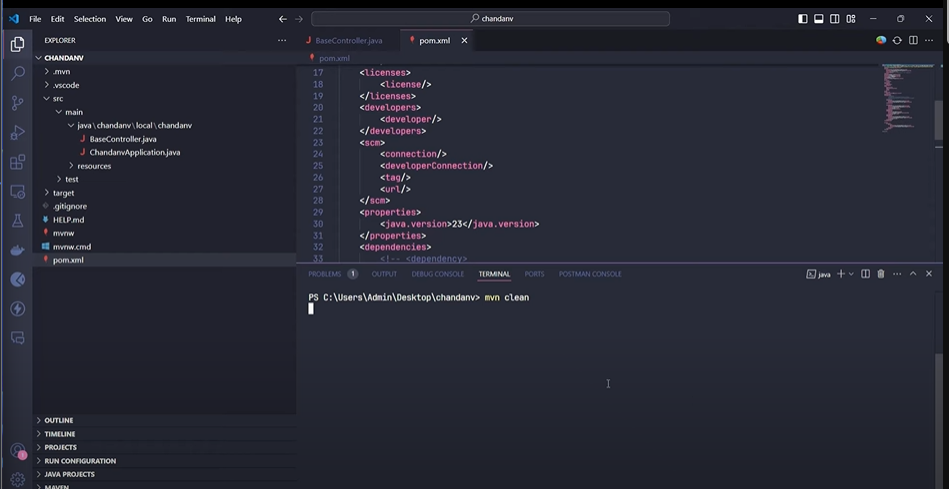 File Edit Selection View Go Run Terminal Help
chandanv
EXPLORER
CHANDANV
.mvn
.vscode
src
main
java\chandanv\local\chandanv
BaseController.java
ChandanvApplication.java
resources
test
target
.gitignore
HELP.md
mvnw
mvnw.cmd
pom.xml
OUTLINE
TIMELINE
PROJECTS
RUN CONFIGURATION
JAVA PROJECTS
MAVEN
BaseController.java pom.xml
pom.xml
17 <licenses>
18 <license/>
19 </licenses>
20 <developers>
21 <developer/>
22 </developers>
23 <scm>
24 <connection/>
25 <developerConnection/>
26 <tag/>
27 <url/>
28 </scm>
29 <properties>
30 <java.version>23</java.version>
31 </properties>
32 <dependencies>
33 <!-- <dependency>
PROBLEMS 1 OUTPUT DEBUG CONSOLE TERMINAL PORTS POSTMAN CONSOLE java
PS C:\Users\Admin\Desktop\chandanv> mvn clean